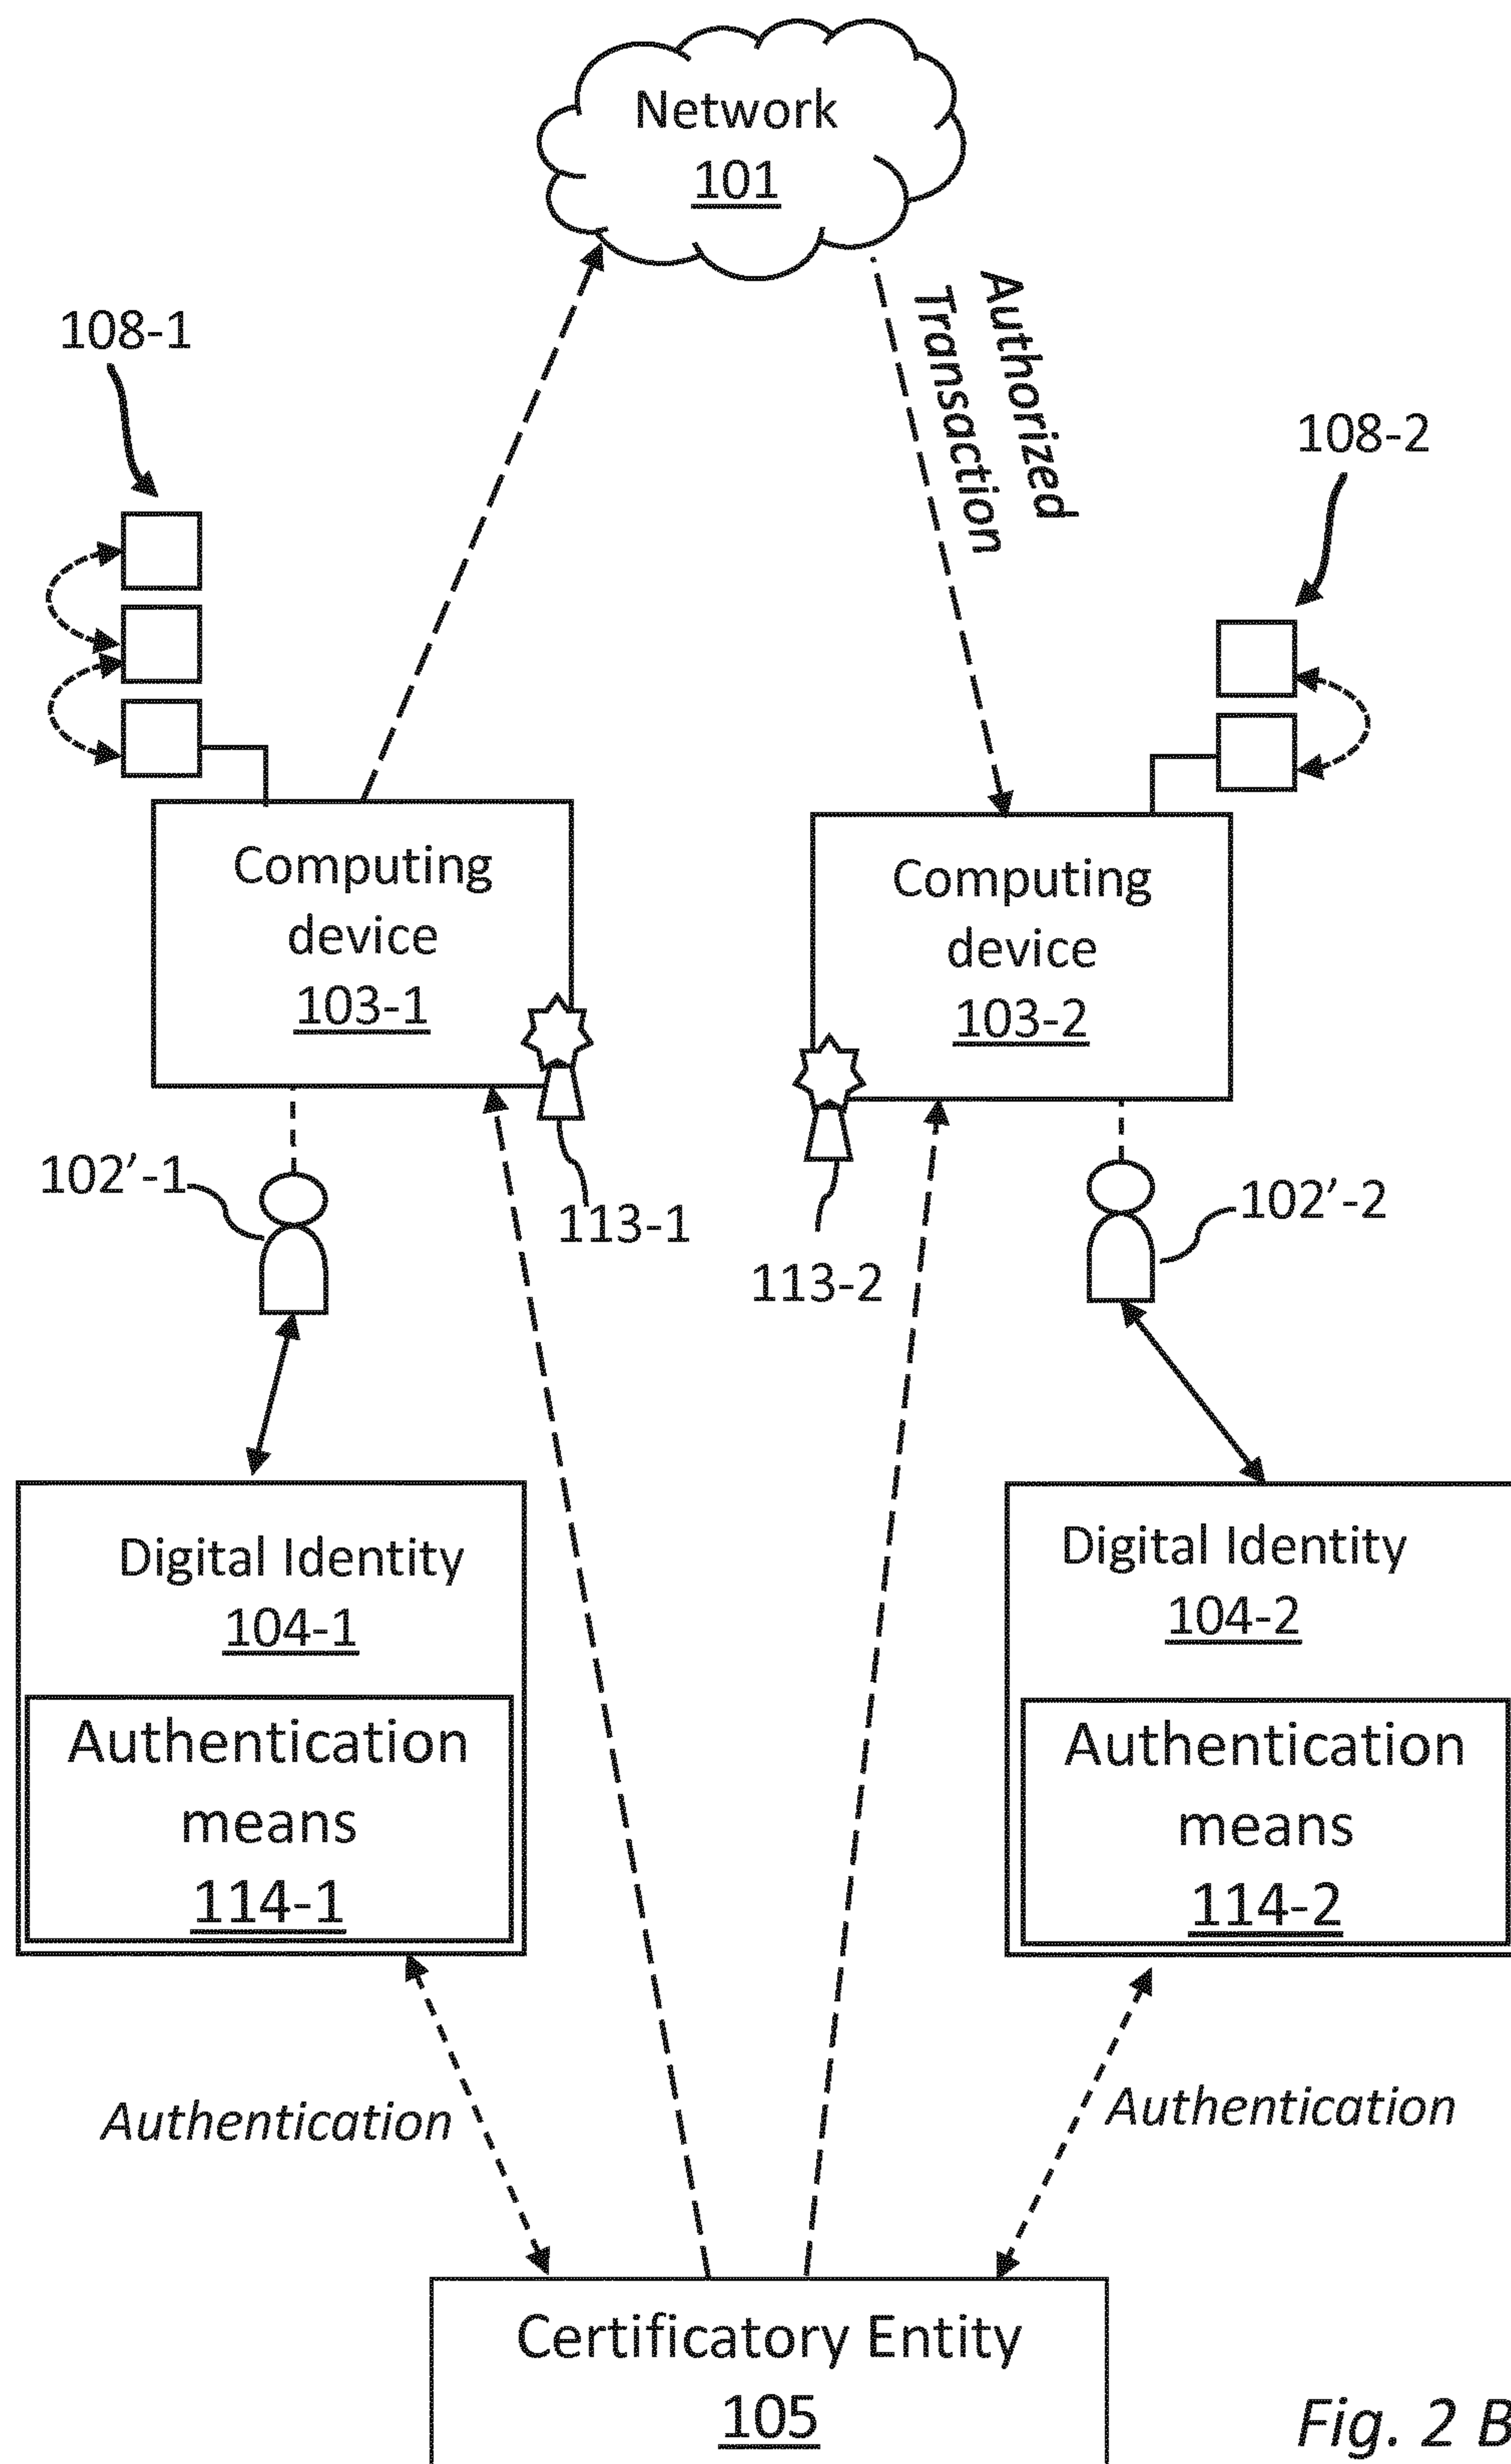 Network
101
Authorized
Transaction
108-1
108-2
Computing
device
103-1
Computing
device
103-2
102’-1
113-1
113-2
102’-2
Digital Identity
104-1
Authentication
means
114-1
Digital Identity
104-2
Authentication
means
114-2
Authentication
Authentication
Certificatory Entity
105
Fig. 2 B